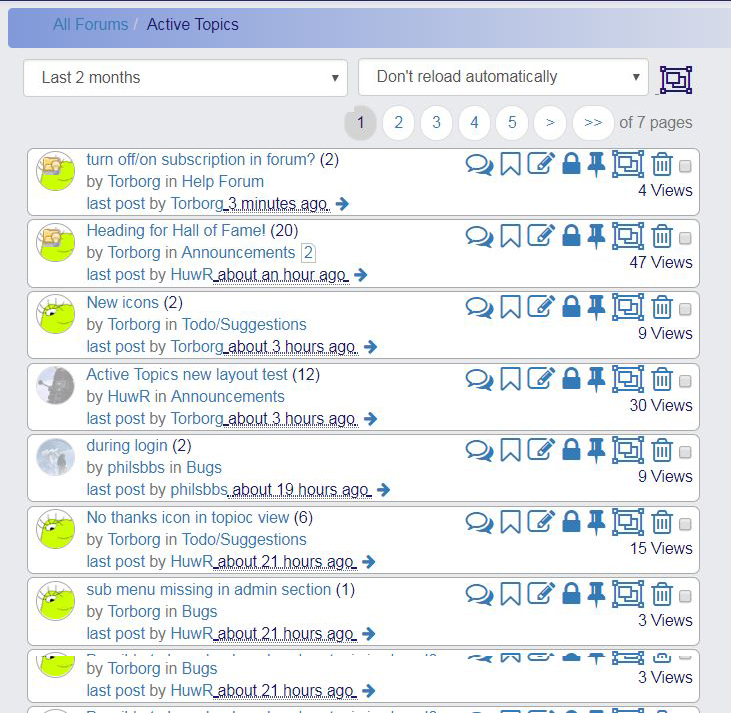 All Forums / Active Topics
Last 2 months ▾ Don't reload automatically ▾
1 2 3 4 5 > >> of 7 pages
turn off/on subscription in forum? (2)
by Torborg in Help Forum
4 Views
last post by Torborg 3 minutes ago
Heading for Hall of Fame! (20)
by Torborg in Announcements 2
47 Views
last post by HuwR about an hour ago
New icons (2)
by Torborg in Todo/Suggestions
9 Views
last post by Torborg about 3 hours ago
Active Topics new layout test (12)
by HuwR in Announcements
30 Views
last post by Torborg about 3 hours ago
during login (2)
by philsbbs in Bugs
9 Views
last post by philsbbs about 19 hours ago
No thanks icon in topioc view (6)
by Torborg in Todo/Suggestions
15 Views
last post by HuwR about 21 hours ago
sub menu missing in admin section (1)
by Torborg in Bugs
3 Views
last post by HuwR about 21 hours ago
by Torborg in Bugs
3 Views
last post by HuwR about 21 hours ago